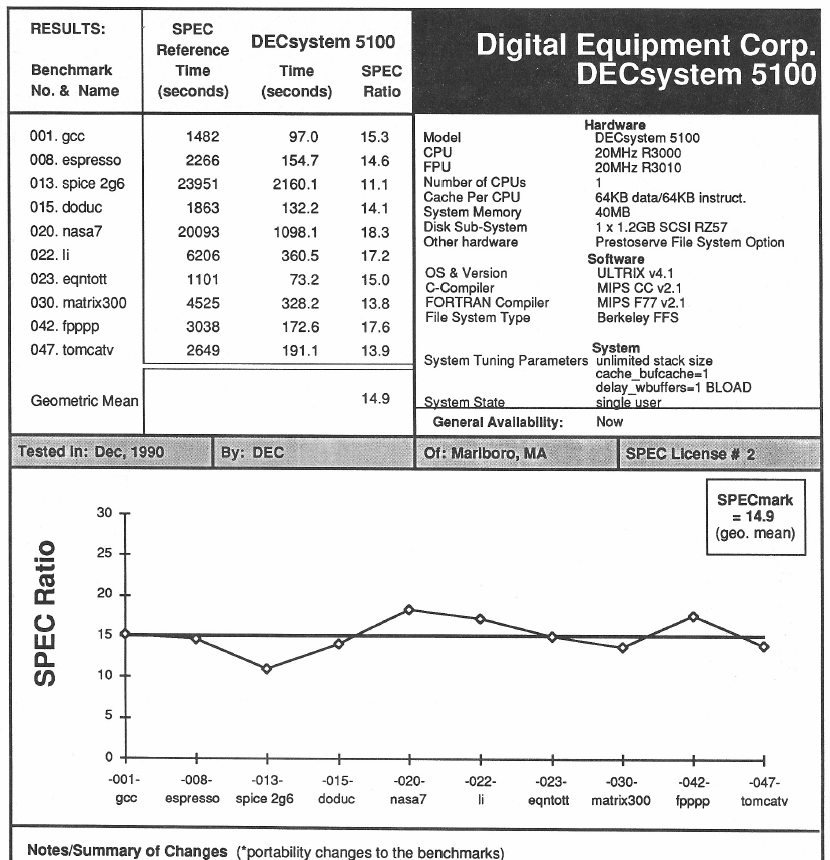 RESULTS:
SPEC
Reference
DECsystem 5100
Benchmark
Time
Time
SPEC
No. & Name
(seconds)
(seconds)
Ratio
001. gcc 1482 97.0 15.3
008. espresso 2266 154.7 14.6
013. spice 2g6 23951 2160.1 11.1
015. doduc 1863 132.2 14.1
020. nasa7 20093 1098.1 18.3
022. li 6206 360.5 17.2
023. eqntott 1101 73.2 15.0
030. matrix300 4525 328.2 13.8
042. fpppp 3038 172.6 17.6
047. tomcatv 2649 191.1 13.9
Geometric Mean 14.9
Digital Equipment Corp.
DECsystem 5100
Hardware
Model DECsystem 5100
CPU 20MHz R3000
FPU 20MHz R3010
Number of CPUs 1
Cache Per CPU 64KB data/64KB instruct.
System Memory 40MB
Disk Sub-System 1 x 1.2GB SCSI RZ57
Other hardware Prestoserve File System Option
Software
OS & Version ULTRIX v4.1
C-Compiler MIPS CC v2.1
FORTRAN Compiler MIPS F77 v2.1
File System Type Berkeley FFS
System
System Tuning Parameters unlimited stack size
cache_bufcache=1
delay_wbuffers=1 BLOAD
System State single user
General Availability: Now
Tested in: Dec, 1990 By: DEC Of: Marlboro, MA SPEC License # 2
SPECmark
= 14.9
(geo. mean)
SPEC Ratio
30
25
20
15
10
5
0
-001- -008- -013- -015- -020- -022- -023- -030- -042- -047-
gcc espresso spice 2g6 doduc nasa7 li eqntott matrix300 fpppp tomcatv
Notes/Summary of Changes (*portability changes to the benchmarks)